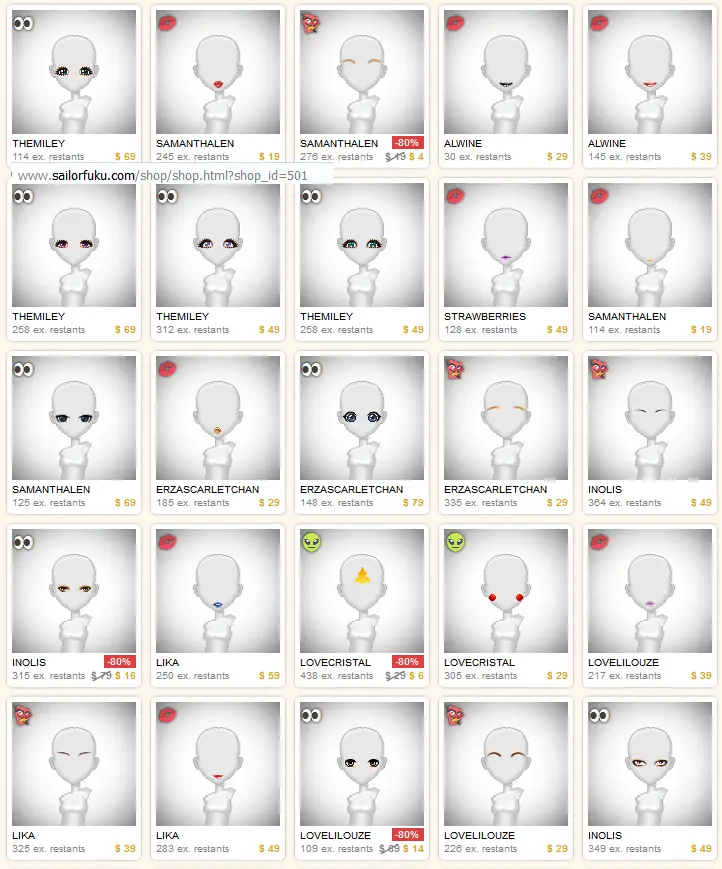 THEMILEY
114 ex. restants $ 69
SAMANTHALEN
245 ex. restants $ 19
SAMANTHALEN -80%
276 ex. restants $ 19 $ 4
ALWINE
30 ex. restants $ 29
ALWINE
145 ex. restants $ 39
www.sailorfuku.com/shop/shop.html?shop_id=501
THEMILEY
258 ex. restants $ 69
THEMILEY
312 ex. restants $ 49
THEMILEY
258 ex. restants $ 49
STRAWBERRIES
128 ex. restants $ 49
SAMANTHALEN
114 ex. restants $ 19
SAMANTHALEN
125 ex. restants $ 69
ERZASCARLETCHAN
185 ex. restants $ 29
ERZASCARLETCHAN
148 ex. restants $ 79
ERZASCARLETCHAN
335 ex. restants $ 29
INOLIS
364 ex. restants $ 49
INOLIS -80%
315 ex. restants $ 79 $ 16
LIKA
250 ex. restants $ 59
LOVECRISTAL -80%
438 ex. restants $ 29 $ 6
LOVECRISTAL
305 ex. restants $ 29
LOVELILOUZE
217 ex. restants $ 39
LIKA
325 ex. restants $ 39
LIKA
283 ex. restants $ 49
LOVELILOUZE -80%
109 ex. restants $ 69 $ 14
LOVELILOUZE
226 ex. restants $ 29
INOLIS
349 ex. restants $ 49